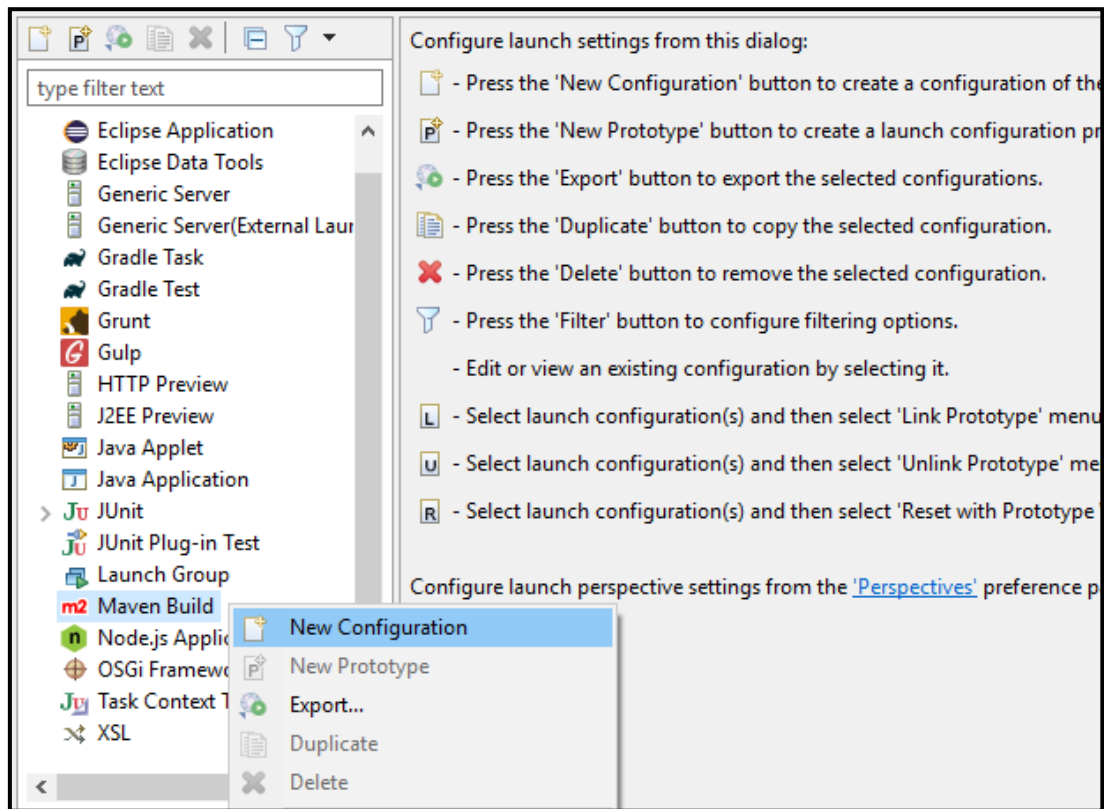 type filter text
Eclipse Application
Eclipse Data Tools
Generic Server
Generic Server(External Laur
Gradle Task
Gradle Test
Grunt
Gulp
HTTP Preview
J2EE Preview
Java Applet
Java Application
JUnit
JUnit Plug-in Test
Launch Group
m2 Maven Build
Node.js Applic
OSGi Framewo
Task Context T
XSL
New Configuration
New Prototype
Export...
Duplicate
Delete
Configure launch settings from this dialog:
- Press the 'New Configuration' button to create a configuration of the
- Press the 'New Prototype' button to create a launch configuration pr
- Press the 'Export' button to export the selected configurations.
- Press the 'Duplicate' button to copy the selected configuration.
- Press the 'Delete' button to remove the selected configuration.
- Press the 'Filter' button to configure filtering options.
- Edit or view an existing configuration by selecting it.
L - Select launch configuration(s) and then select 'Link Prototype' menu
U - Select launch configuration(s) and then select 'Unlink Prototype' me
R - Select launch configuration(s) and then select 'Reset with Prototype
Configure launch perspective settings from the 'Perspectives' preference p